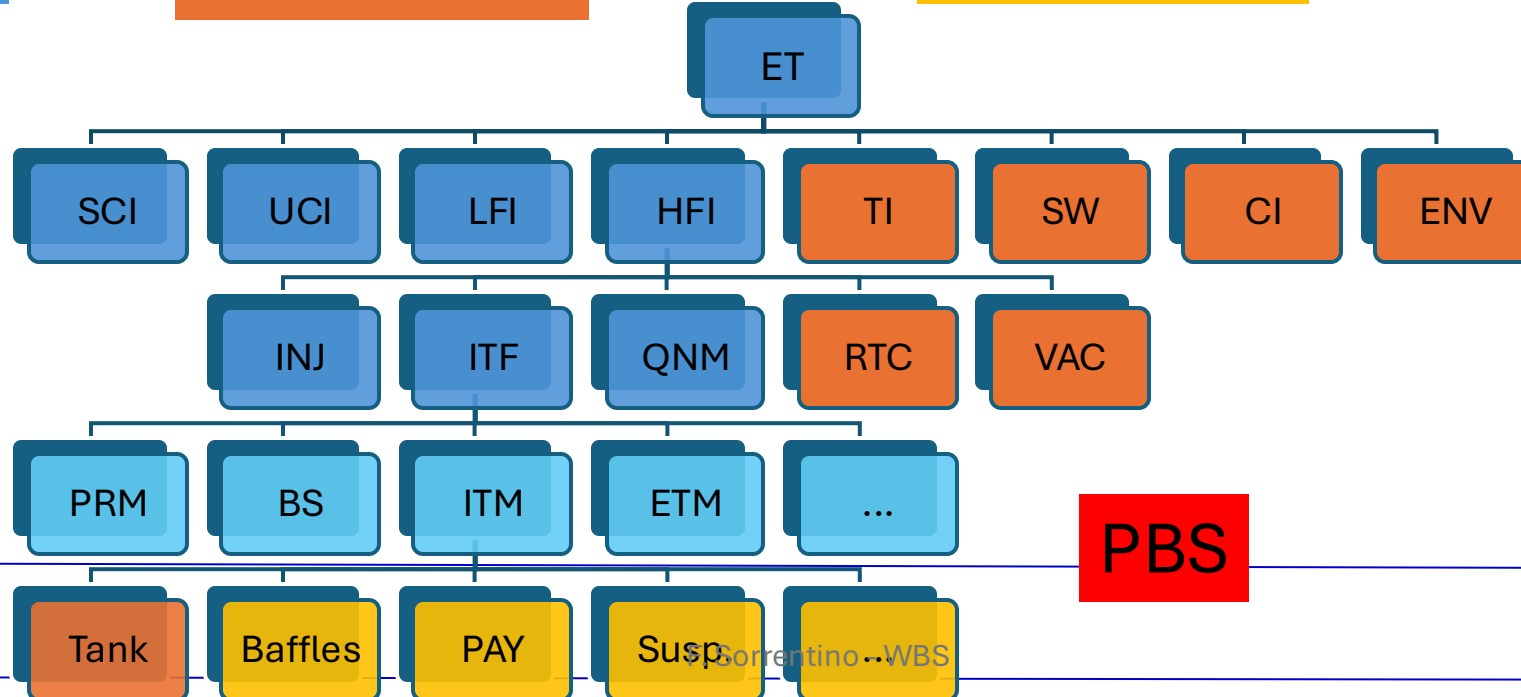 ET
SCI UCI LFI HFI TI SW CI ENV
INJ ITF QNM RTC VAC
PRM BS ITM ETM ...
PBS
Tank Baffles PAY Susp. ...
F. Sorrentino - WBS